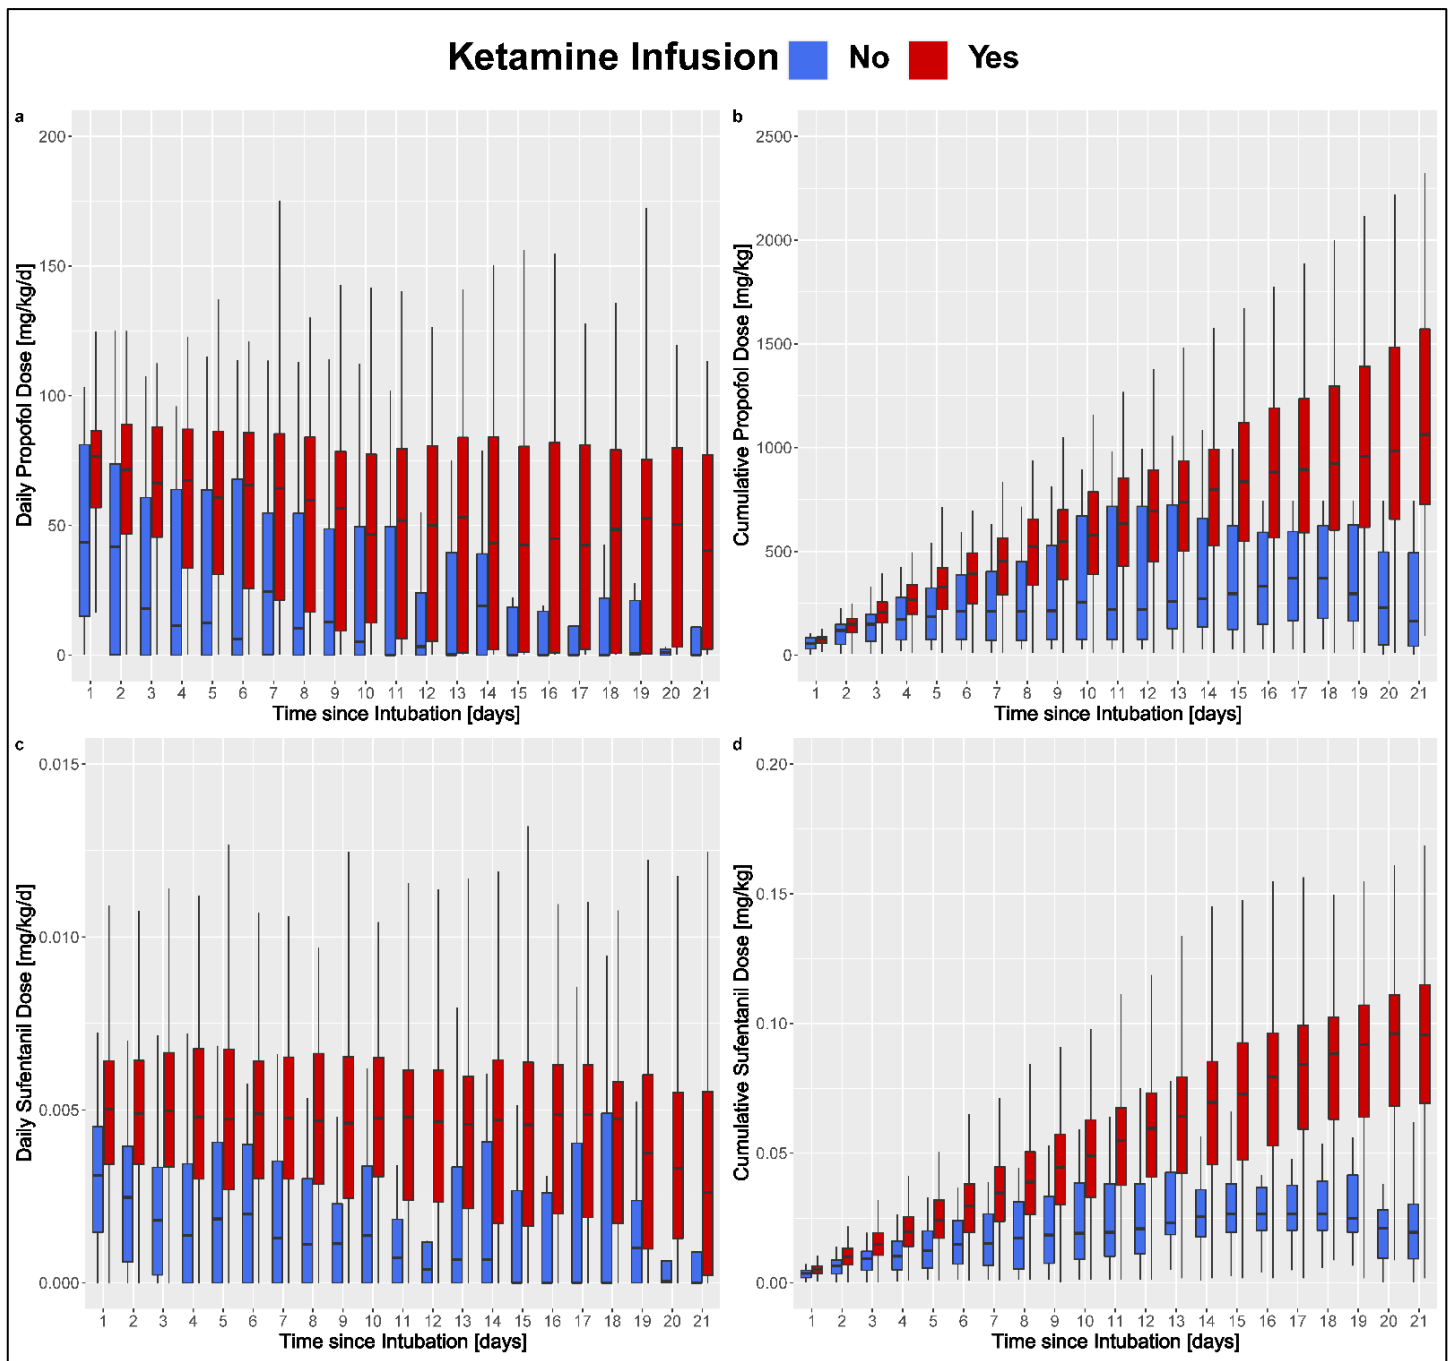 Ketamine Infusion No Yes
a
200
150
100
50
0
Daily Propofol Dose [mg/kg/d]
1 2 3 4 5 6 7 8 9 10 11 12 13 14 15 16 17 18 19 20 21
Time since Intubation [days]
b
2500
2000
1500
1000
500
0
Cumulative Propofol Dose [mg/kg]
1 2 3 4 5 6 7 8 9 10 11 12 13 14 15 16 17 18 19 20 21
Time since Intubation [days]
c
0.015
0.010
0.005
0.000
Daily Sufentanil Dose [mg/kg/d]
1 2 3 4 5 6 7 8 9 10 11 12 13 14 15 16 17 18 19 20 21
Time since Intubation [days]
d
0.20
0.15
0.10
0.05
0.00
Cumulative Sufentanil Dose [mg/kg]
1 2 3 4 5 6 7 8 9 10 11 12 13 14 15 16 17 18 19 20 21
Time since Intubation [days]